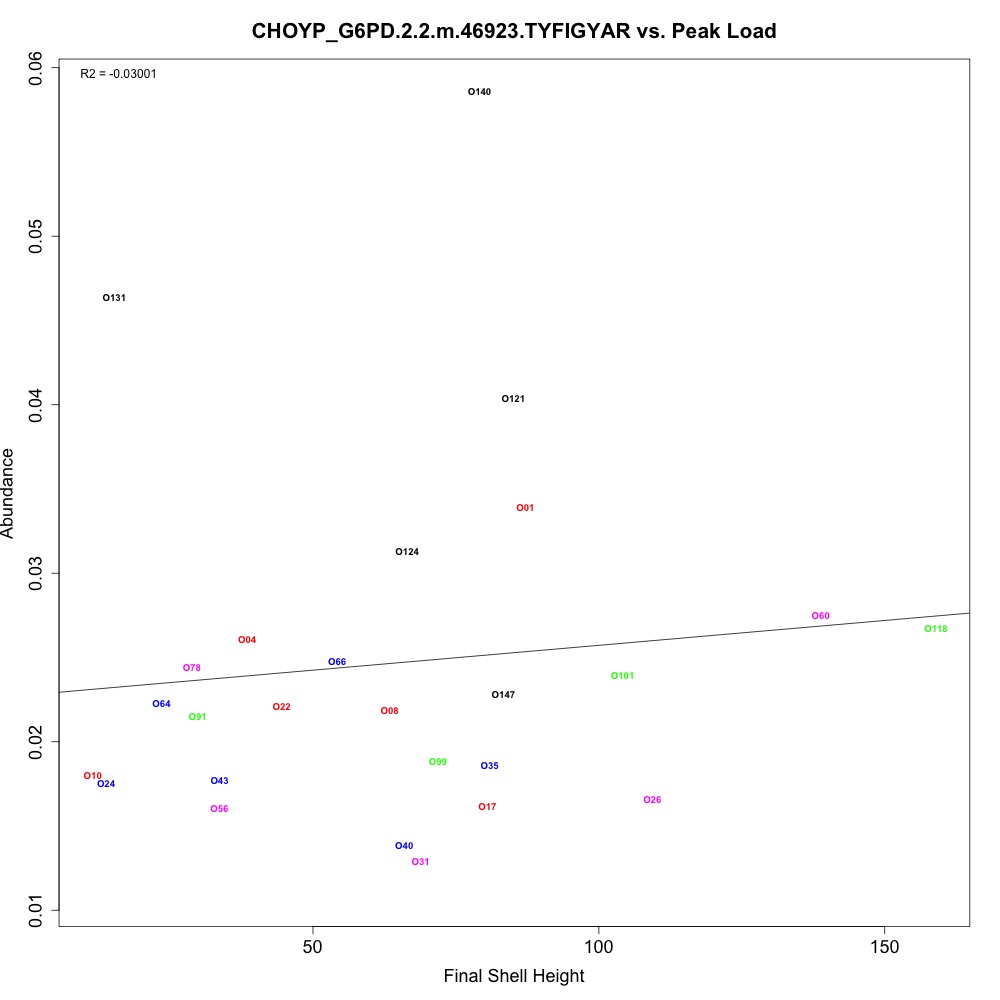 CHOYP_G6PD.2.2.m.46923.TYFIGYAR vs. Peak Load
R2 = -0.03001
0.06
O140
0.05
O131
0.04
O121
Abundance
O01
O124
0.03
O60
O118
O04
O66
O78
O101
O147
O64
O22
O08
O91
0.02
O99
O35
O10
O24
O43
O26
O56
O17
O40
O31
0.01
50
100
150
Final Shell Height